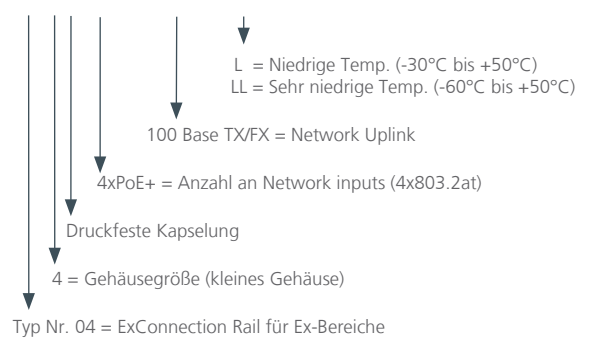 L = Niedrige Temp. (-30°C bis +50°C)
LL = Sehr niedrige Temp. (-60°C bis +50°C)
100 Base TX/FX = Network Uplink
4xPoE+ = Anzahl an Network inputs (4x803.2at)
Druckfeste Kapselung
4 = Gehäusegröße (kleines Gehäuse)
Typ Nr. 04 = ExConnection Rail für Ex-Bereiche